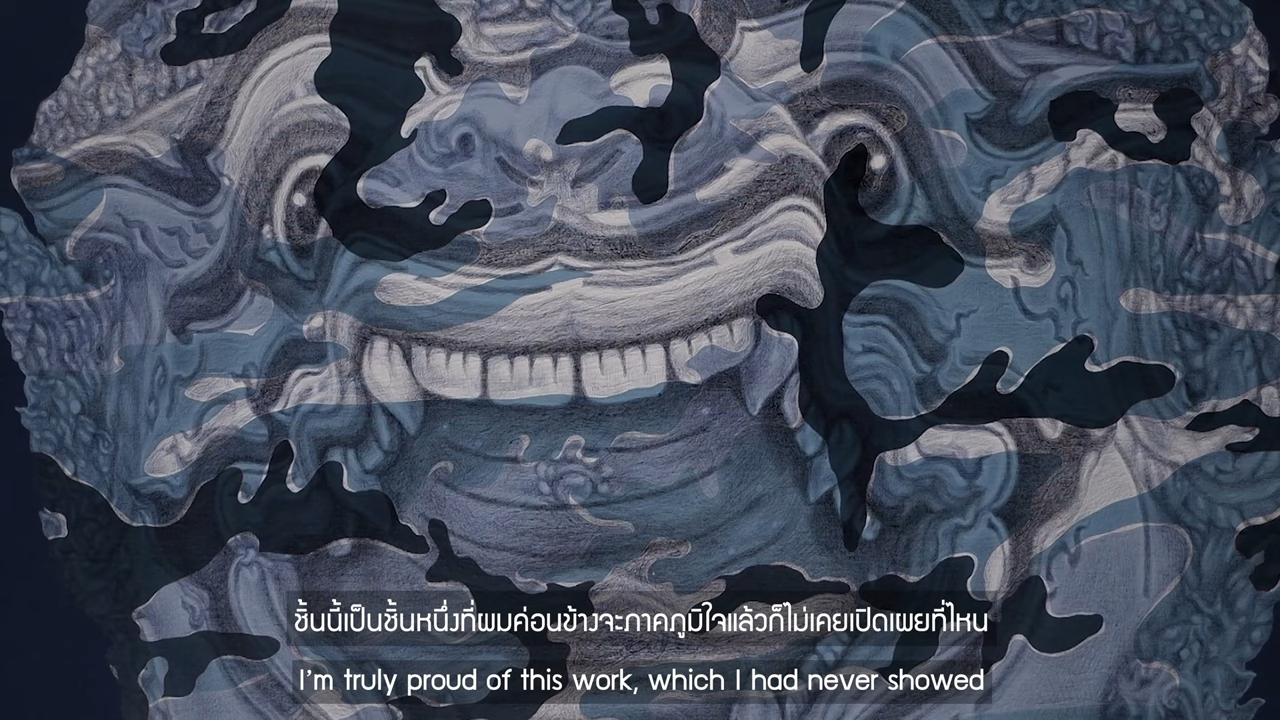 ชิ้นนี้เป็นชิ้นหนึ่งที่ผมค่อนข้างจะภาคภูมิใจแล้วก็ไม่เคยเปิดเผยที่ไหน
I'm truly proud of this work, which I had never showed